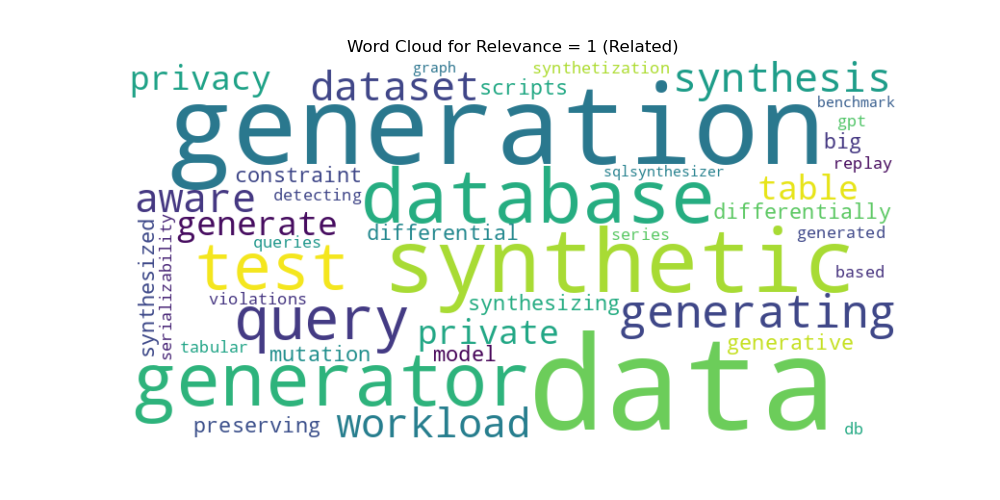 Word Cloud for Relevance = 1 (Related)
graph
synthetization
privacy
dataset
scripts
synthesis
generation
benchmark
gpt
big
replay
constraint
sqlsynthesizer
detecting
database
table
aware
differentially
generate
differential
series
generated
queries
test
synthetic
based
synthesized
serializability
violations
query
synthesizing
generating
private
generative
tabular
mutation
model
generator
data
preserving
workload
db